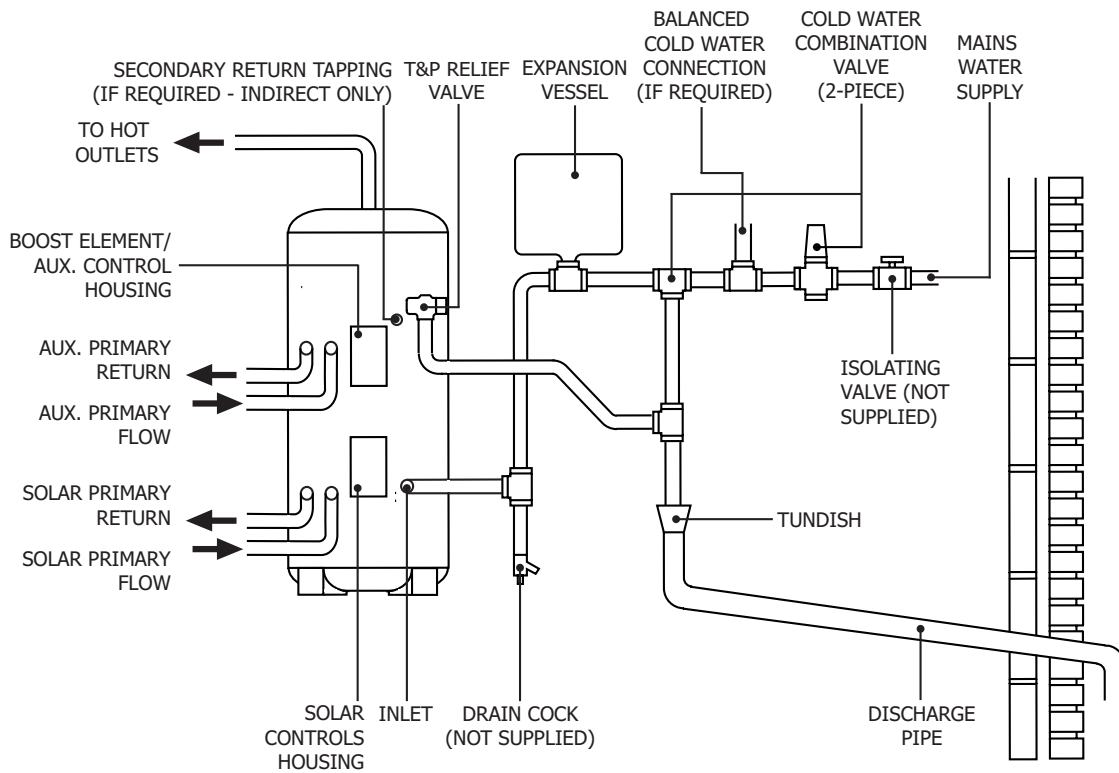 BALANCED
COLD WATER
CONNECTION
(IF REQUIRED)
COLD WATER
COMBINATION
VALVE
(2-PIECE)
MAINS
WATER
SUPPLY
SECONDARY RETURN TAPPING
(IF REQUIRED - INDIRECT ONLY)
T&P RELIEF
VALVE
EXPANSION
VESSEL
TO HOT
OUTLETS
BOOST ELEMENT/
AUX. CONTROL
HOUSING
AUX. PRIMARY
RETURN
AUX. PRIMARY
FLOW
ISOLATING
VALVE (NOT
SUPPLIED)
SOLAR PRIMARY
RETURN
SOLAR PRIMARY
FLOW
TUNDISH
SOLAR
CONTROLS
HOUSING
INLET
DRAIN COCK
(NOT SUPPLIED)
DISCHARGE
PIPE